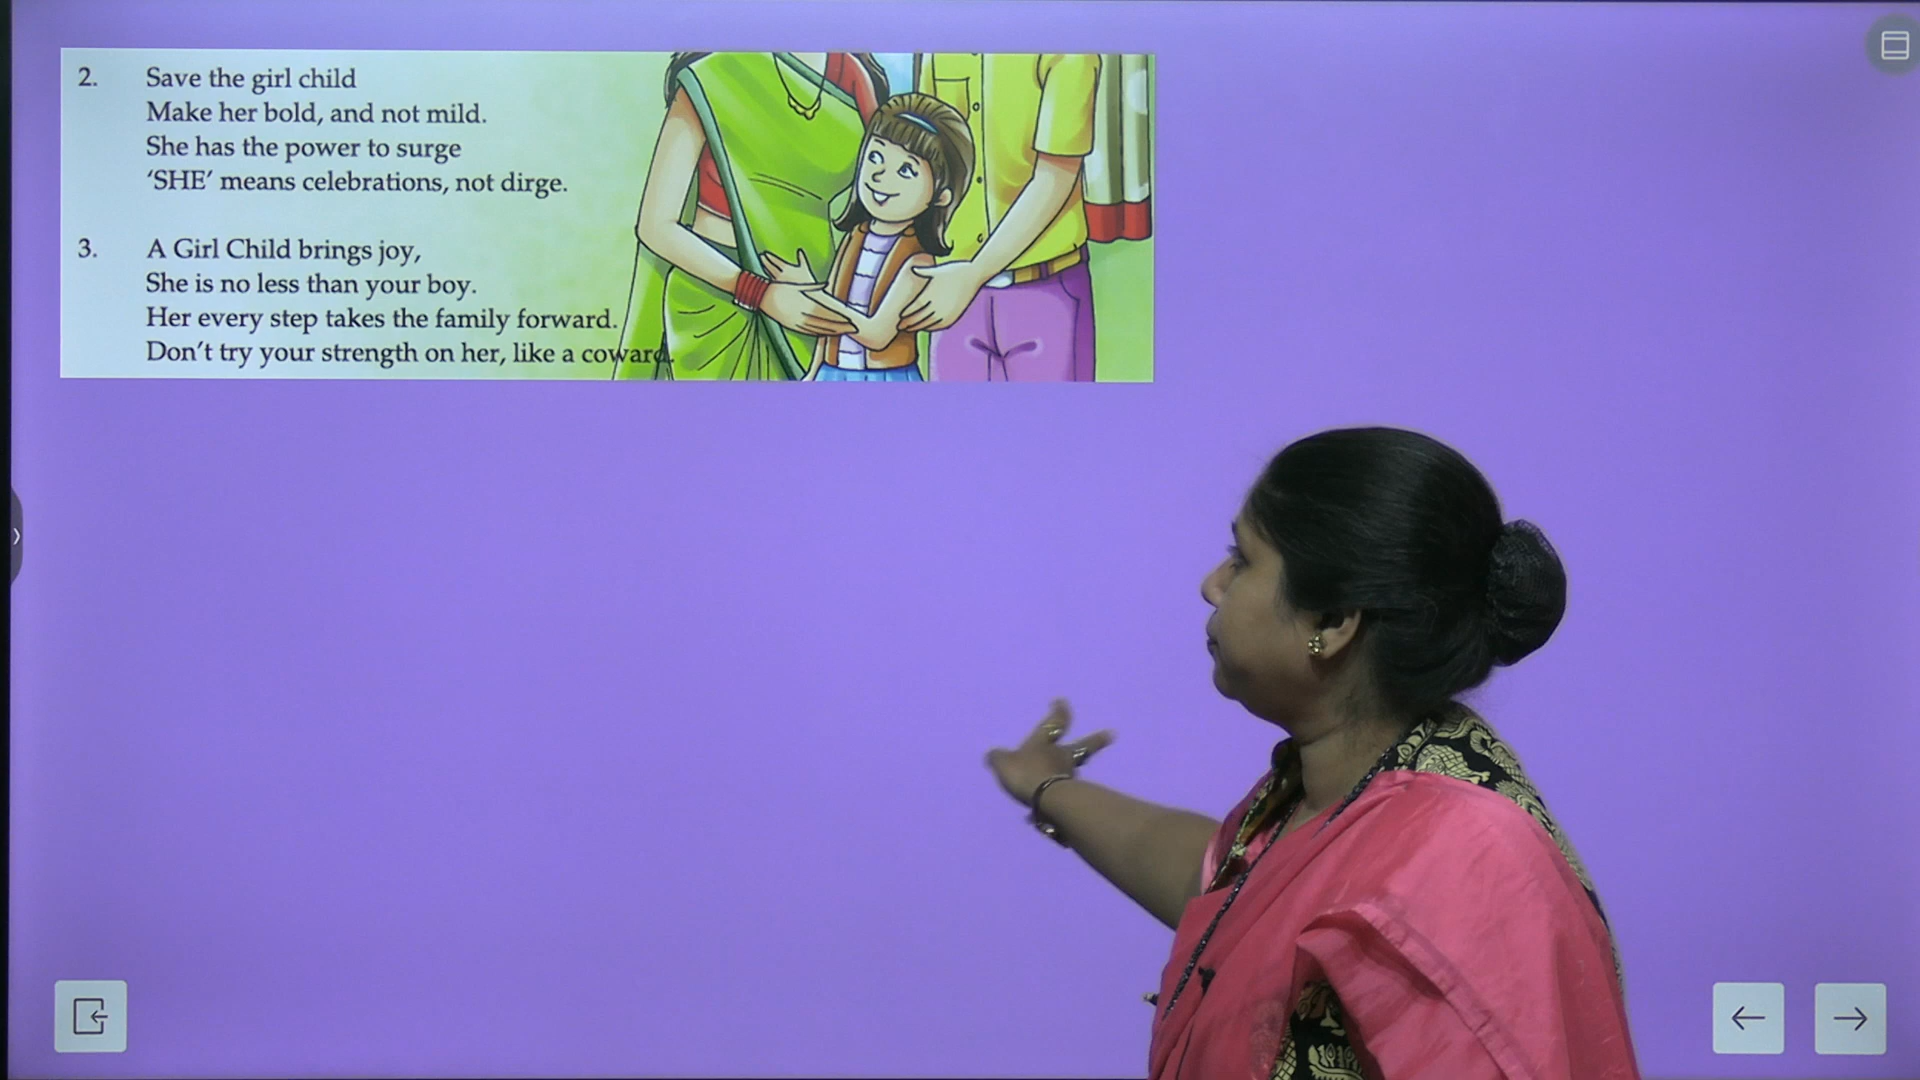 2. Save the girl child
Make her bold, and not mild.
She has the power to surge
‘SHE’ means celebrations, not dirge.
3. A Girl Child brings joy,
She is no less than your boy.
Her every step takes the family forward.
Don’t try your strength on her, like a coward.